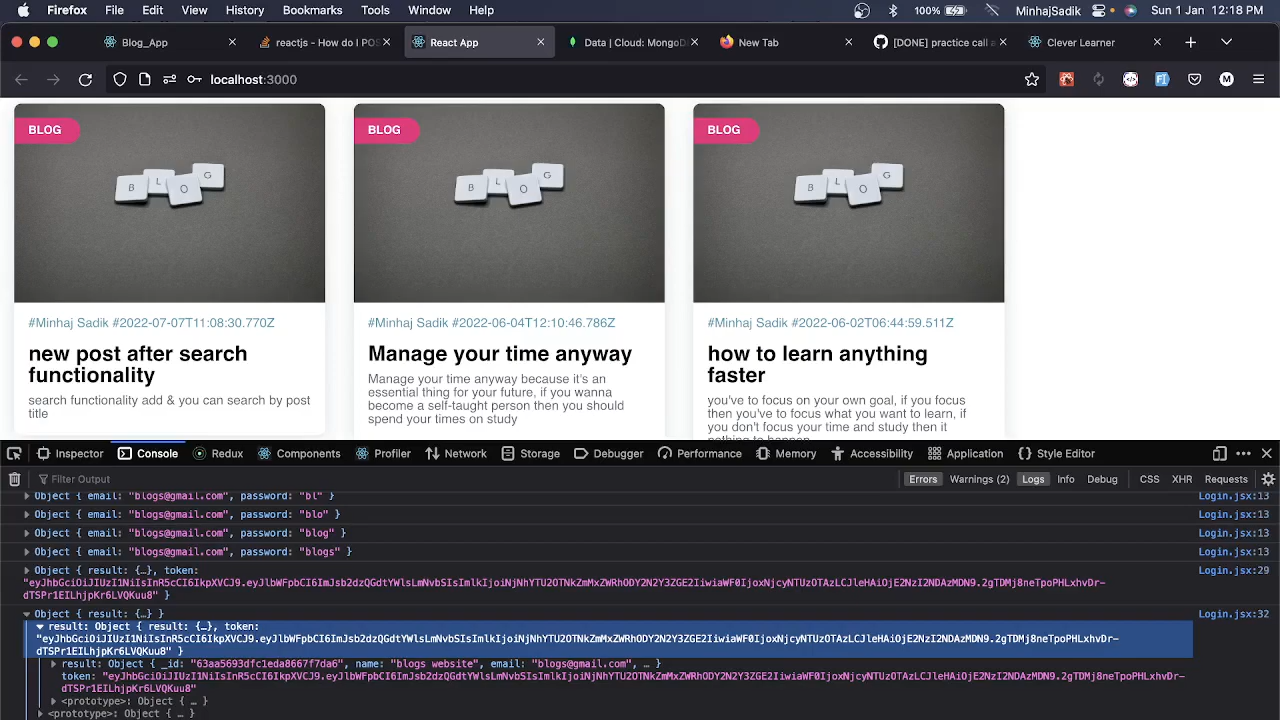 Firefox File Edit View History Bookmarks Tools Window Help 100% MinhajSadik Sun 1 Jan 12:18 PM
Blog_App reactjs - How do I POS React App Data | Cloud: MongoDa New Tab [DONE] practice call a Clever Learner
localhost:3000 M
BLOG BLOG BLOG
B L O G B L O G B L O G
#Minhaj Sadik #2022-07-07T11:08:30.770Z
new post after search
functionality
search functionality add & you can search by post
title
#Minhaj Sadik #2022-06-04T12:10:46.786Z
Manage your time anyway
Manage your time anyway because it's an
essential thing for your future, if you wanna
become a self-taught person then you should
spend your times on study
#Minhaj Sadik #2022-06-02T06:44:59.511Z
how to learn anything
faster
you've to focus on your own goal, if you focus
then you've to focus what you want to learn, if
you don't focus your time and study then it
nothing to happen
Inspector Console Redux Components Profiler Network Storage Debugger Performance Memory Accessibility Application Style Editor
Filter Output Errors Warnings (2) Logs Info Debug CSS XHR Requests
Object { email: "blogs@gmail.com", password: "bl" } Login.jsx:13
Object { email: "blogs@gmail.com", password: "blo" } Login.jsx:13
Object { email: "blogs@gmail.com", password: "blog" } Login.jsx:13
Object { email: "blogs@gmail.com", password: "blogs" } Login.jsx:13
Object { result: {…}, token: Login.jsx:29
dTSPr1EILhjpKr6LVQKuu8" }
Object { result: {…} } Login.jsx:32
result: Object { result: {…}, token:
dTSPr1EILhjpKr6LVQKuu8" }
result: Object { _id: "63aa5693dfc1eda8667f7da6", name: "blogs website", email: "blogs@gmail.com", … }
token:
dTSPr1EILhjpKr6LVQKuu8"
<prototype>: Object { … }
<prototype>: Object { … }